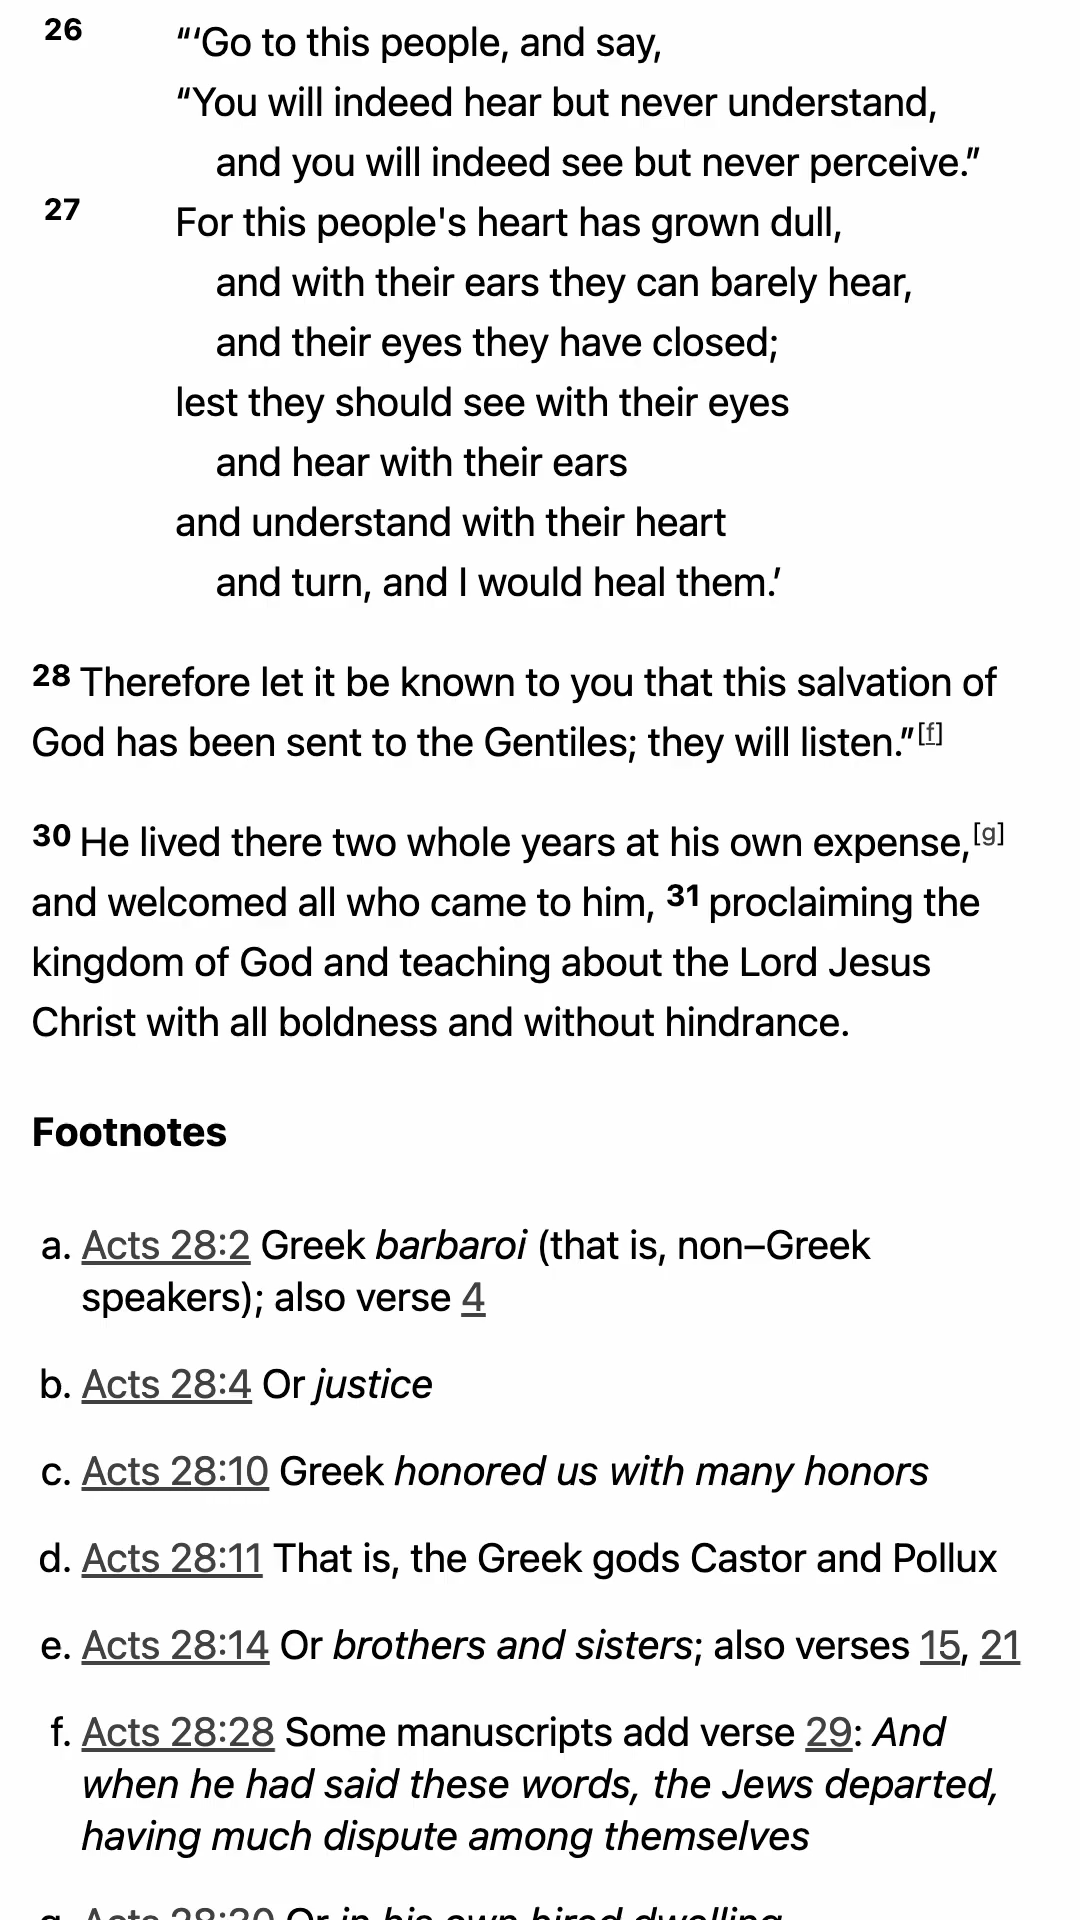 26 “‘Go to this people, and say,
“You will indeed hear but never understand,
and you will indeed see but never perceive.”
27 For this people's heart has grown dull,
and with their ears they can barely hear,
and their eyes they have closed;
lest they should see with their eyes
and hear with their ears
and understand with their heart
and turn, and I would heal them.’
28 Therefore let it be known to you that this salvation of
God has been sent to the Gentiles; they will listen.”[f]
30 He lived there two whole years at his own expense,[g]
and welcomed all who came to him, 31 proclaiming the
kingdom of God and teaching about the Lord Jesus
Christ with all boldness and without hindrance.
Footnotes
a. Acts 28:2 Greek barbaroi (that is, non–Greek
speakers); also verse 4
b. Acts 28:4 Or justice
c. Acts 28:10 Greek honored us with many honors
d. Acts 28:11 That is, the Greek gods Castor and Pollux
e. Acts 28:14 Or brothers and sisters; also verses 15, 21
f. Acts 28:28 Some manuscripts add verse 29: And
when he had said these words, the Jews departed,
having much dispute among themselves
g. Acts 28:30 Or in his own hired dwelling